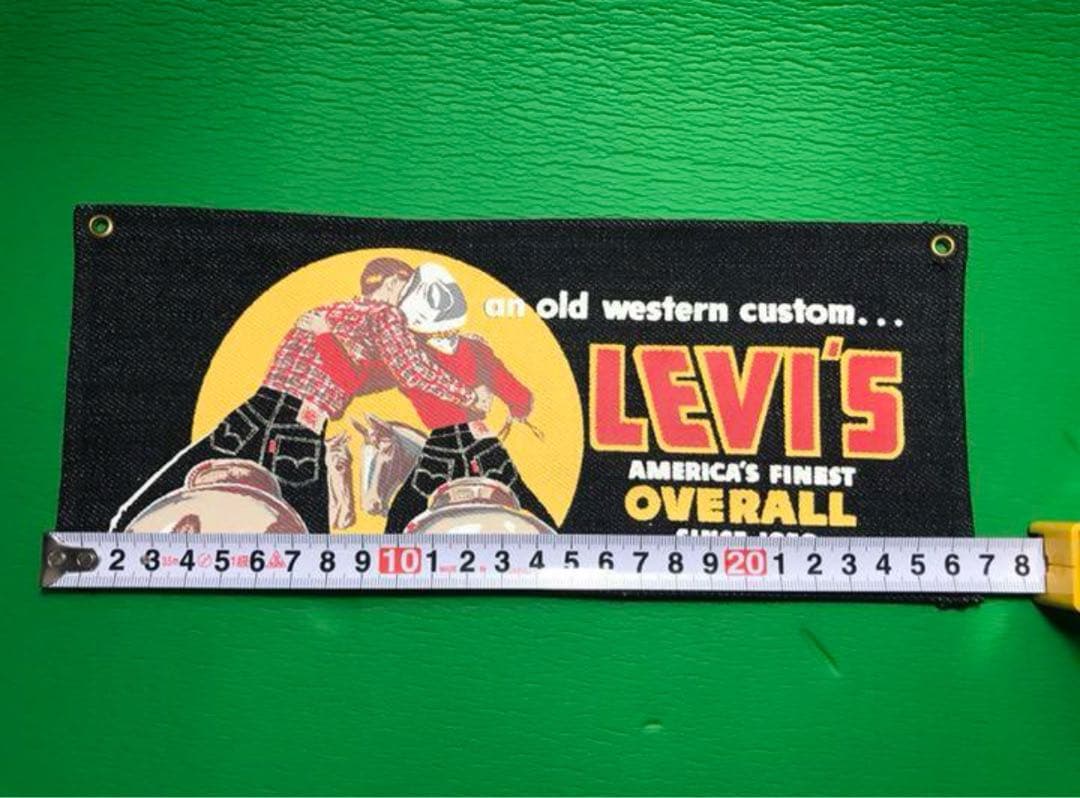 an old western custom...
LEVI'S
AMERICA'S FINEST
OVERALL
2 3 4 5 6 7 8 9 10 1 2 3 4 5 6 7 8 9 20 1 2 3 4 5 6 7 8